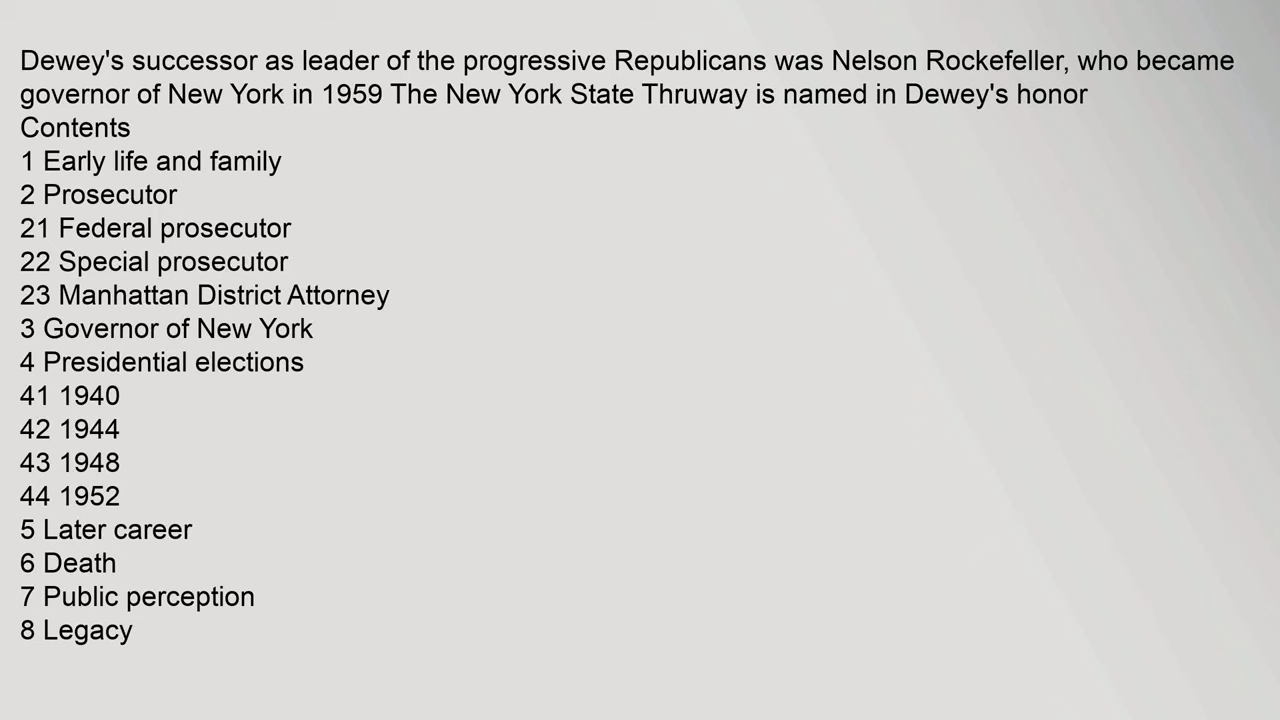 Dewey's successor as leader of the progressive Republicans was Nelson Rockefeller, who became
governor of New York in 1959 The New York State Thruway is named in Dewey's honor
Contents
1 Early life and family
2 Prosecutor
21 Federal prosecutor
22 Special prosecutor
23 Manhattan District Attorney
3 Governor of New York
4 Presidential elections
41 1940
42 1944
43 1948
44 1952
5 Later career
6 Death
7 Public perception
8 Legacy